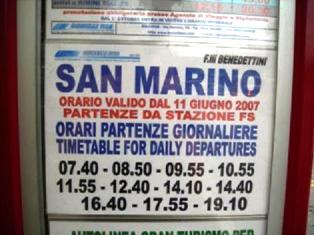 F.lli BENEDETTINI
SAN MARINO
ORARIO VALIDO DAL 11 GIUGNO 2007
PARTENZE DA STAZIONE FS
ORARI PARTENZE GIORNALIERE
TIMETABLE FOR DAILY DEPARTURES
07.40 - 08.50 - 09.55 - 10.55
11.55 - 12.40 - 14.10 - 14.40
16.40 - 17.55 - 19.10
AUTOLINEA GRAN TURISMO PER